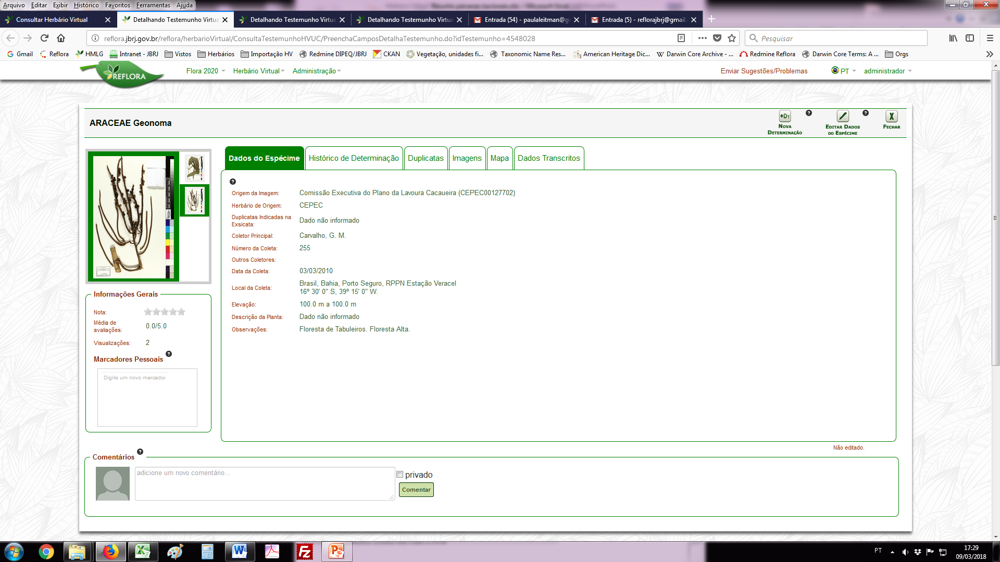 Arquivo Editar Exibir Histórico Favoritos Ferramentas Ajuda
Consultar Herbário Virtual
Detalhando Testemunho Virtua
Detalhando Testemunho Virtua
Detalhando Testemunho Virtua
Entrada (54) - paulaleitman@g
Entrada (5) - reflorajbrj@gmail.
reflora.jbrj.gov.br/reflora/herbarioVirtual/ConsultaTestemunhoHVUC/PreenchaCamposDetalhaTestemunho.do?idTestemunho=4548028
Pesquisar
Gmail Reflora HMLG Intranet - JBRJ Vistos Herbários Importação HV Redmine DIPEQ/JBRJ CKAN Vegetação, unidades fi... Taxonomic Name Res... American Heritage Dic... Darwin Core Archive - ... Redmine Reflora Darwin Core Terms: A ... Orgs
REFLORA
Flora 2020 Herbário Virtual Administração
Enviar Sugestões/Problemas PT administrador
ARACEAE Geonoma
+DT
Nova Determinação
Editar Dados do Espécime
X
Fechar
Dados do Espécime Histórico de Determinação Duplicatas Imagens Mapa Dados Transcritos
Origem da Imagem: Comissão Executiva do Plano da Lavoura Cacaueira (CEPEC00127702)
Herbário de Origem: CEPEC
Duplicatas Indicadas na Exsicata: Dado não informado
Coletor Principal: Carvalho, G. M.
Número da Coleta: 255
Outros Coletores:
Data da Coleta: 03/03/2010
Local da Coleta: Brasil, Bahia, Porto Seguro, RPPN Estação Veracel
16º 30' 0'' S, 39º 15' 0'' W.
Elevação: 100.0 m a 100.0 m
Descrição da Planta: Dado não informado
Observações: Floresta de Tabuleiros. Floresta Alta.
Informações Gerais
Nota:
Média de avaliações: 0.0/5.0
Visualizações: 2
Marcadores Pessoais
Digite um novo marcador
Não editado.
Comentários
adicione um novo comentário...
privado
Comentar
PT
17:29
09/03/2018